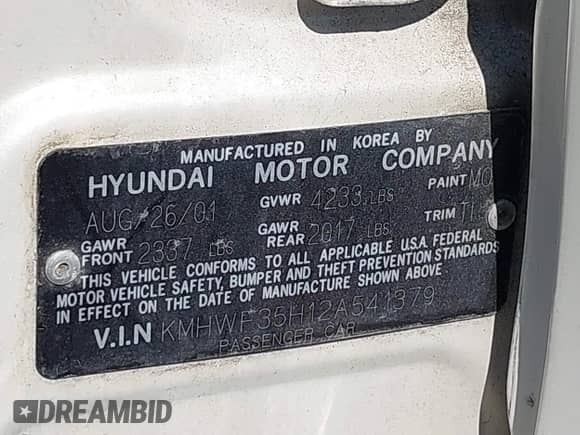 MANUFACTURED IN KOREA BY
HYUNDAI MOTOR COMPANY
AUG/26/01 GVWR 4233 LBS PAINT MO
GAWR FRONT 2337 LBS GAWR REAR 2017 LBS TRIM
THIS VEHICLE CONFORMS TO ALL APPLICABLE U.S.A. FEDERAL
MOTOR VEHICLE SAFETY, BUMPER AND THEFT PREVENTION STANDARDS
IN EFFECT ON THE DATE OF MANUFACTURE SHOWN ABOVE
V.I.N KMHWF35H12A541379
PASSENGER CAR
DREAMBID